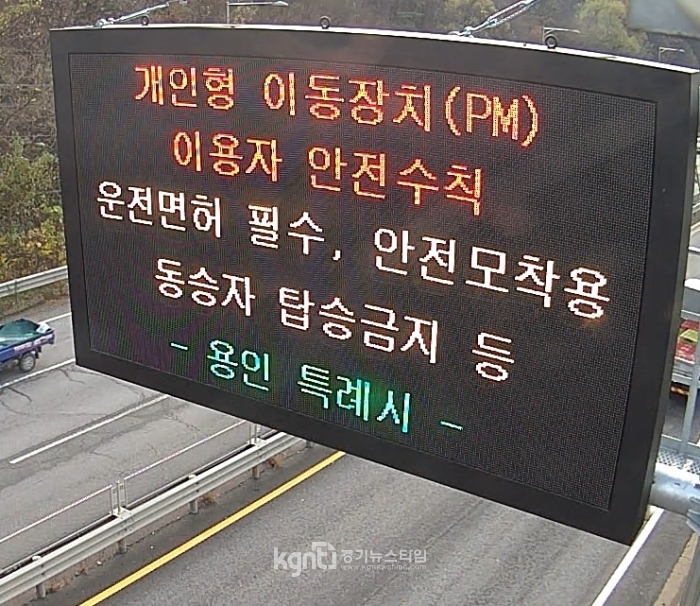 개인형 이동장치(PM)
이용자 안전수칙
운전면허 필수, 안전모착용
동승자 탑승금지 등
- 용인 특례시 -
kgnti 경기뉴스타임